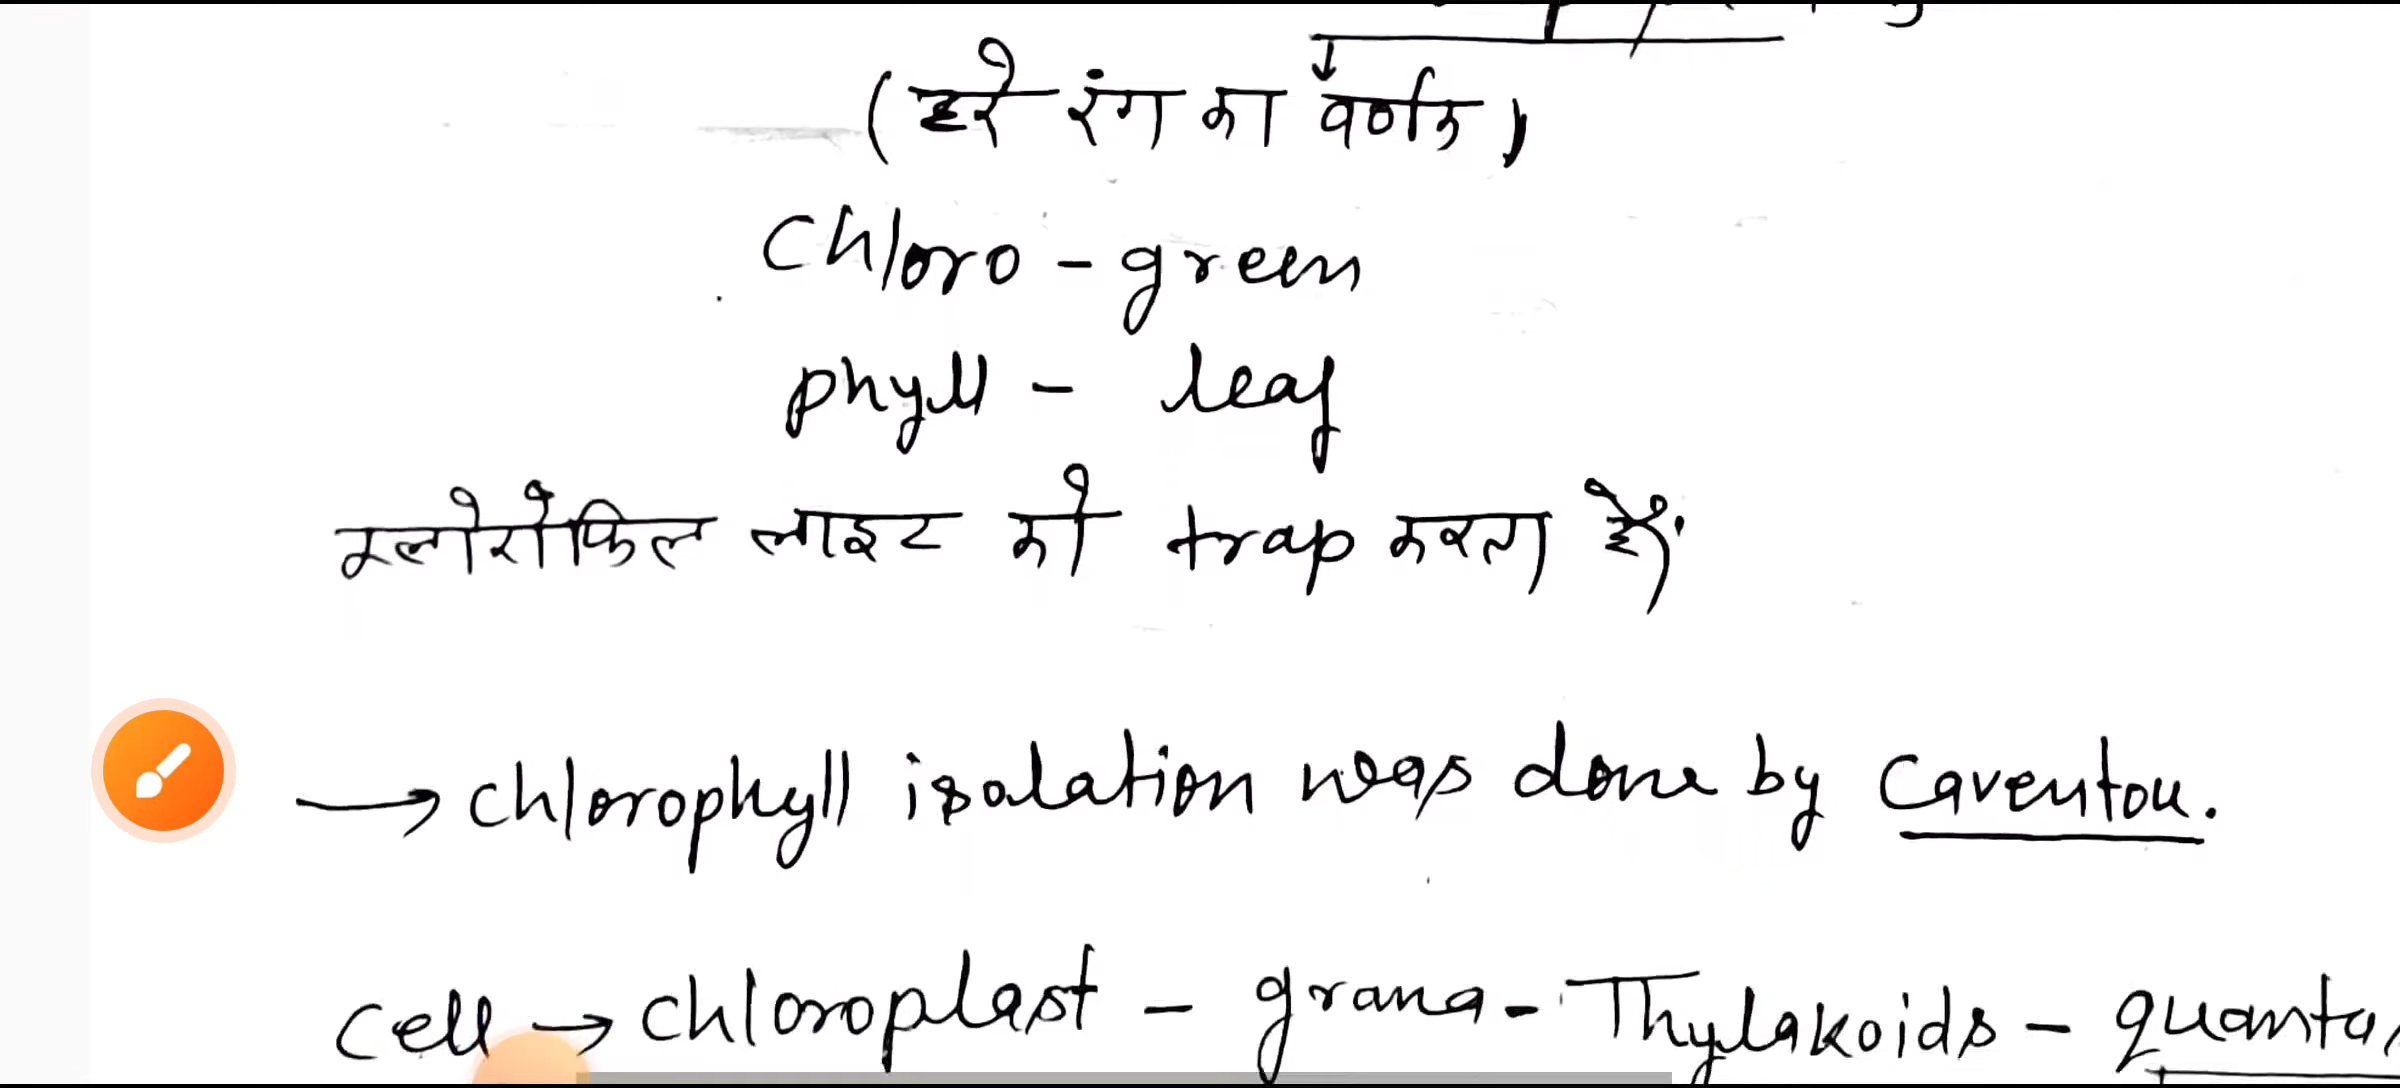 (हरे रंग का वर्णक)
Chloro - green
phyll - leaf
क्लोरोफिल लाइट को trap करता है।
→ chlorophyll isolation was done by Caventou.
cell → chloroplast - grana - Thylakoids -